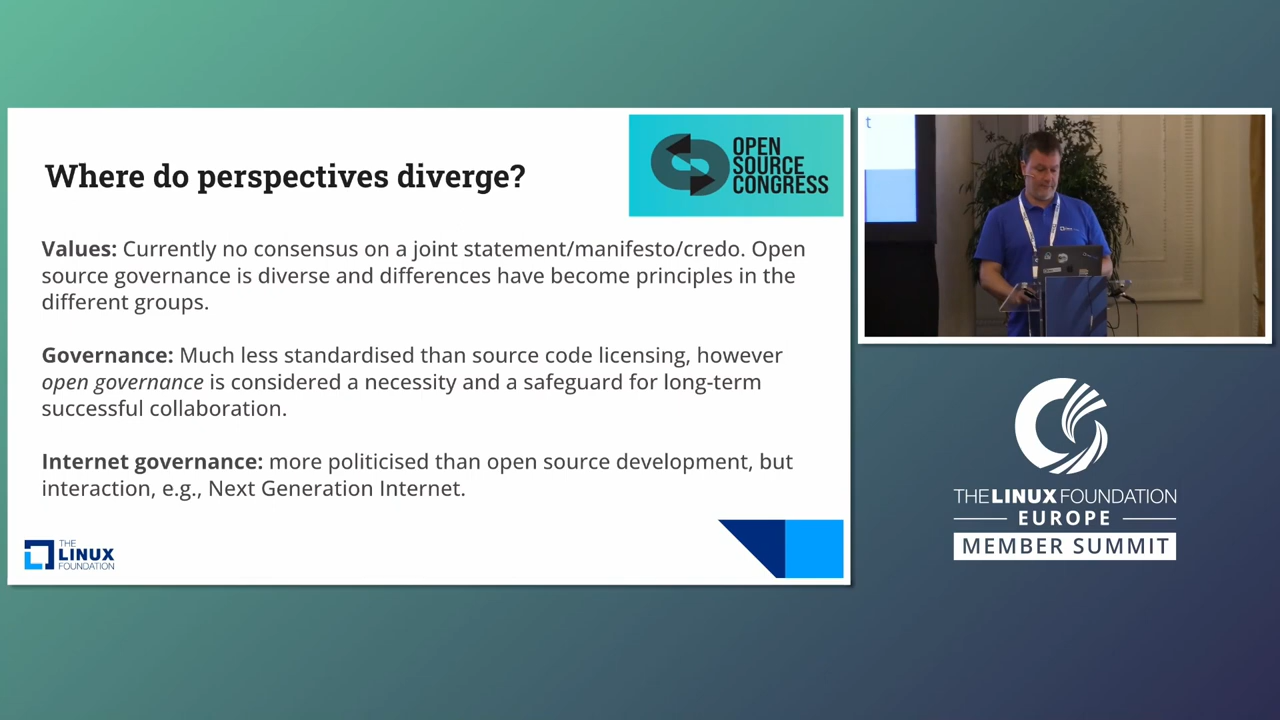 Where do perspectives diverge?
OPEN
SOURCE
CONGRESS
Values: Currently no consensus on a joint statement/manifesto/credo. Open
source governance is diverse and differences have become principles in the
different groups.
Governance: Much less standardised than source code licensing, however
open governance is considered a necessity and a safeguard for long-term
successful collaboration.
Internet governance: more politicised than open source development, but
interaction, e.g., Next Generation Internet.
THE
LINUX
FOUNDATION
t
THE LINUX FOUNDATION
EUROPE
MEMBER SUMMIT